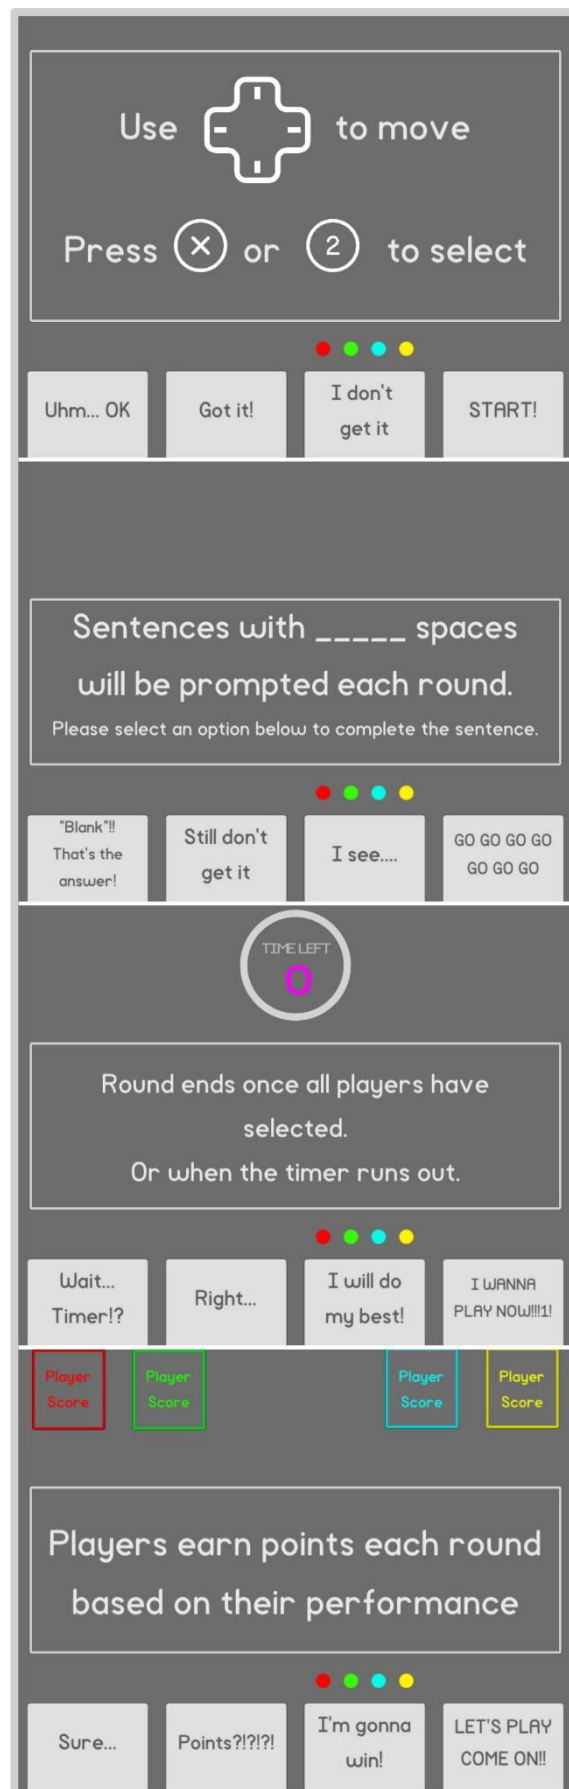 Use to move
Press X or 2 to select
Uhm... OK
Got it!
I don't
get it
START!
Sentences with _____ spaces
will be prompted each round.
Please select an option below to complete the sentence.
"Blank"!!
That's the
answer!
Still don't
get it
I see....
GO GO GO GO
GO GO GO
TIME LEFT
0
Round ends once all players have
selected.
Or when the timer runs out.
Wait...
Timer!?
Right...
I will do
my best!
I WANNA
PLAY NOW!!!1!
Player
Score
Player
Score
Player
Score
Player
Score
Players earn points each round
based on their performance
Sure...
Points?!?!?!
I'm gonna
win!
LET'S PLAY
COME ON!!